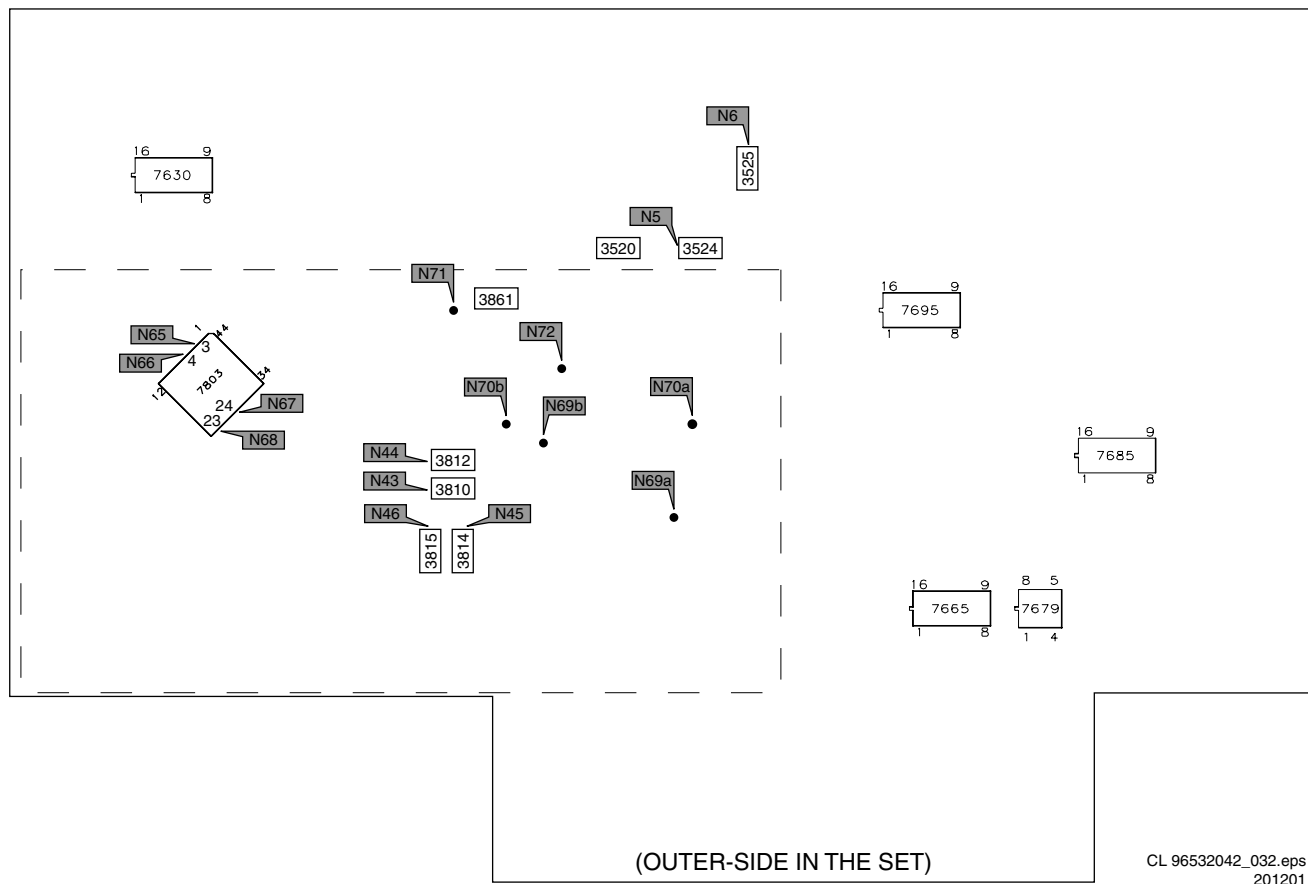 N6
3525
16 9
7630
1 8
N5
3520
3524
N71
3861
N72
N65
N66
1 44
3
4
7803
12
34
24
23
N67
N68
N70b
N69b
N70a
16 9
7695
1 8
N44
3812
N43
3810
N69a
N46
N45
3815
3814
16 9
7685
1 8
16 9
7665
1 8
8 5
7679
1 4
(OUTER-SIDE IN THE SET)
CL 96532042_032.eps
201201